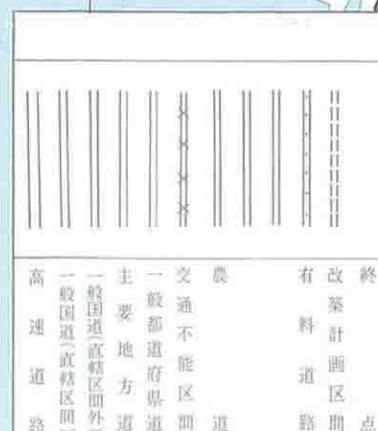 終点
改築計画区間
有料道路
農道
交通不能区間
一般都道府県道
主要地方道
一般国道(直轄区間外
一般国道(直轄区間
高速道路